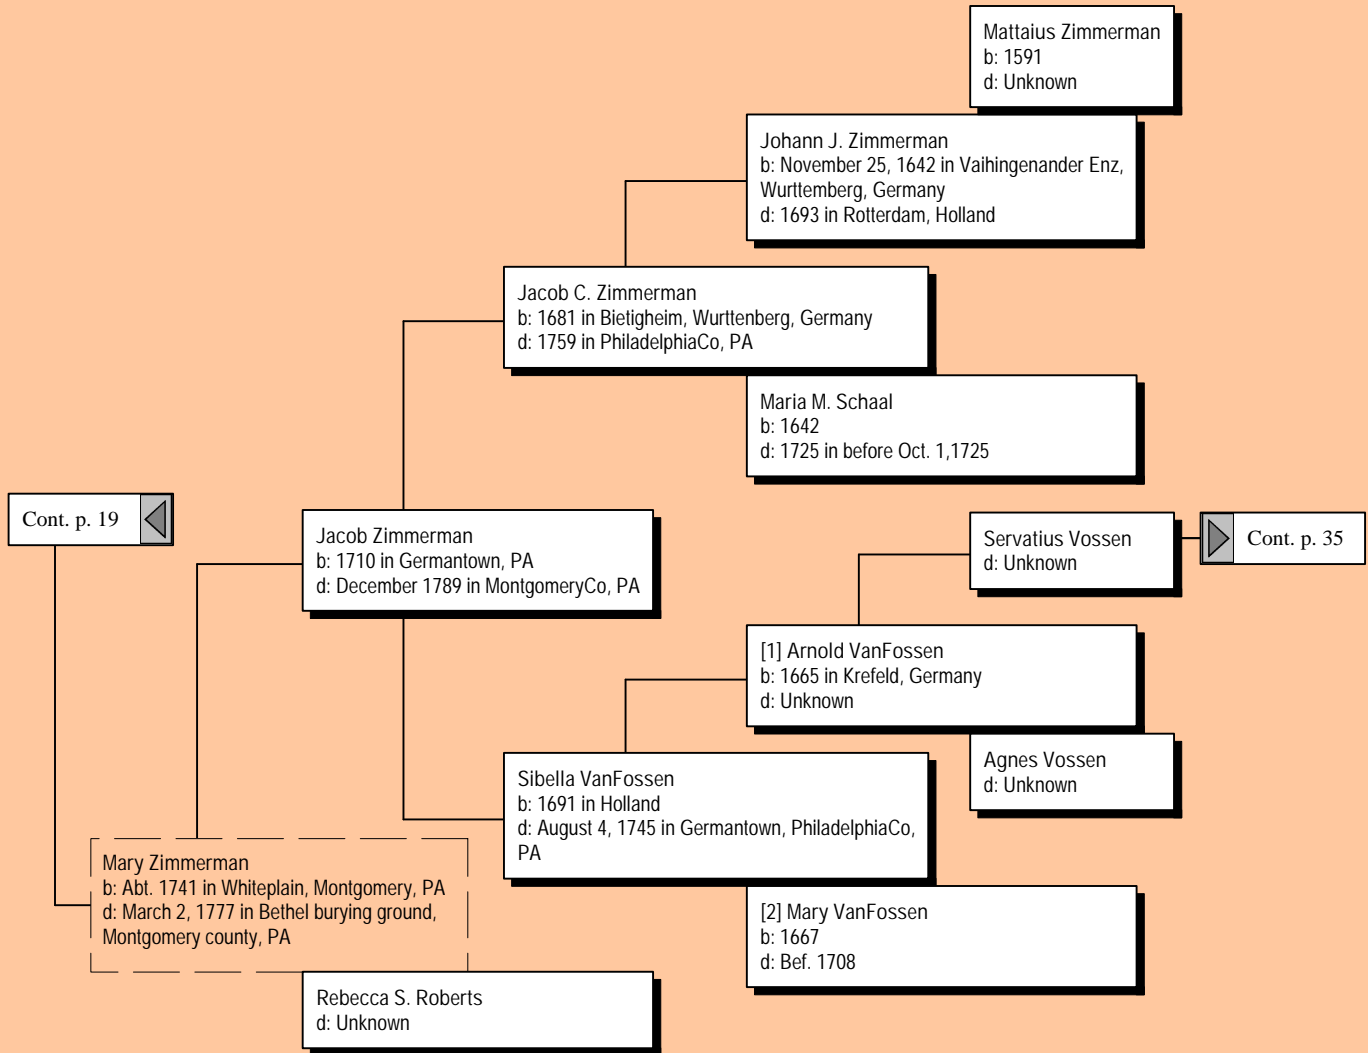 Mattaius Zimmerman
b: 1591
d: Unknown
Johann J. Zimmerman
b: November 25, 1642 in Vaihingenander Enz,
Wurttemberg, Germany
d: 1693 in Rotterdam, Holland
Jacob C. Zimmerman
b: 1681 in Bietigheim, Wurttenberg, Germany
d: 1759 in PhiladelphiaCo, PA
Maria M. Schaal
b: 1642
d: 1725 in before Oct. 1,1725
Cont. p. 19
Jacob Zimmerman
b: 1710 in Germantown, PA
d: December 1789 in MontgomeryCo, PA
Servatius Vossen
d: Unknown
Cont. p. 35
[1] Arnold VanFossen
b: 1665 in Krefeld, Germany
d: Unknown
Agnes Vossen
d: Unknown
Sibella VanFossen
b: 1691 in Holland
d: August 4, 1745 in Germantown, PhiladelphiaCo,
PA
Mary Zimmerman
b: Abt. 1741 in Whiteplain, Montgomery, PA
d: March 2, 1777 in Bethel burying ground,
Montgomery county, PA
[2] Mary VanFossen
b: 1667
d: Bef. 1708
Rebecca S. Roberts
d: Unknown